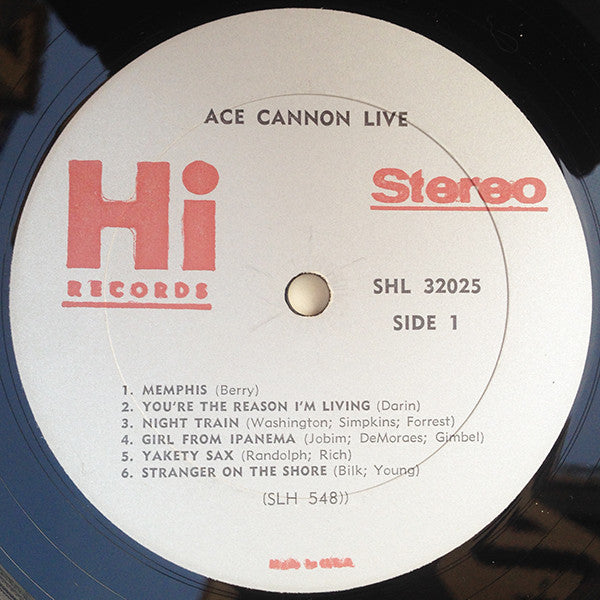 ACE CANNON LIVE
Hi
RECORDS
Stereo
SHL 32025
SIDE 1
1. MEMPHIS (Berry)
2. YOU'RE THE REASON I'M LIVING (Darin)
3. NIGHT TRAIN (Washington; Simpkins; Forrest)
4. GIRL FROM IPANEMA (Jobim; DeMoraes; Gimbel)
5. YAKETY SAX (Randolph; Rich)
6. STRANGER ON THE SHORE (Bilk; Young)
(SLH 548))
Made in U.S.A.